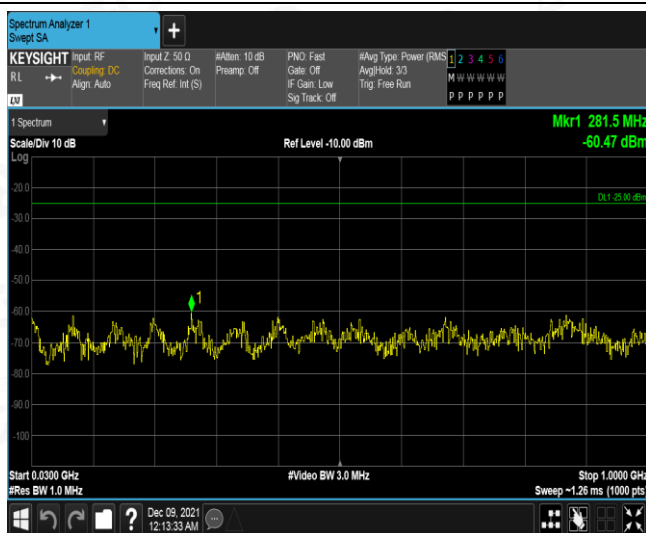 Spectrum Analyzer 1
Swept SA
+
KEYSIGHT
RL
LXI
Input: RF
Coupling: DC
Align: Auto
Input Z: 50 Ω
Corrections: On
Freq Ref: Int (S)
#Atten: 10 dB
Preamp: Off
PNO: Fast
Gate: Off
IF Gain: Low
Sig Track: Off
#Avg Type: Power (RMS
Avg|Hold: 3/3
Trig: Free Run
1 2 3 4 5 6
M W W W W W
P P P P P P
1 Spectrum
Scale/Div 10 dB
Log
Ref Level -10.00 dBm
Mkr1 281.5 MHz
-60.47 dBm
DL1 -25.00 dBm
-20.0
-30.0
-40.0
-50.0
1
-60.0
-70.0
-80.0
-90.0
-100
Start 0.0300 GHz
#Res BW 1.0 MHz
#Video BW 3.0 MHz
Stop 1.0000 GHz
Sweep ~1.26 ms (1000 pts)
?
Dec 09, 2021
12:13:33 AM